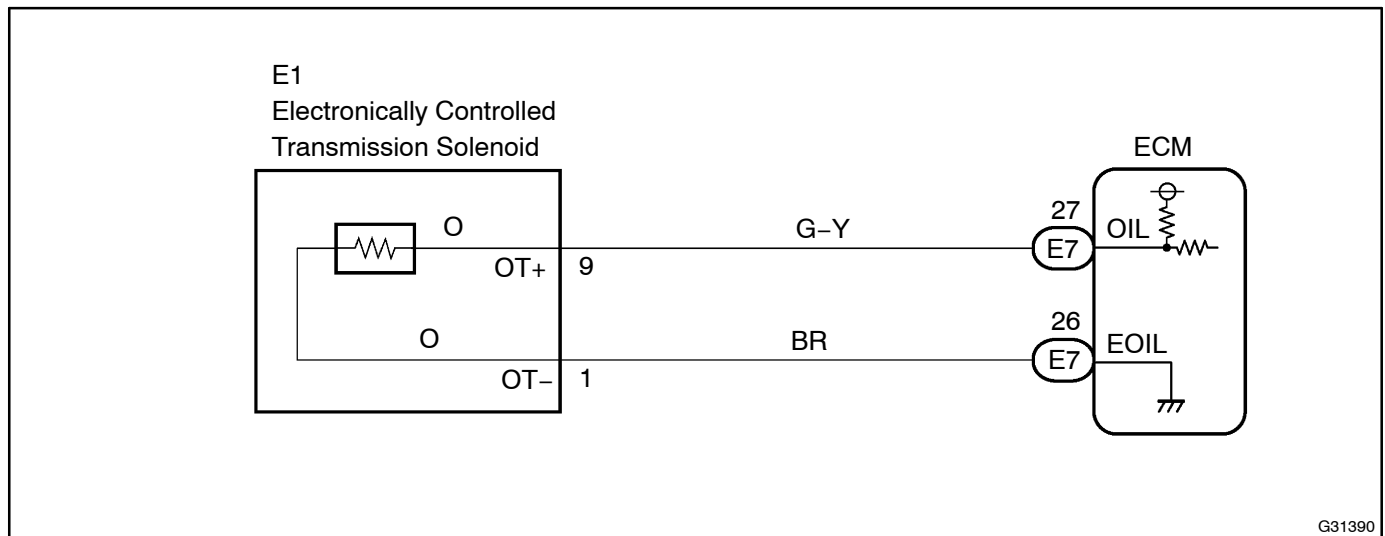 E1
Electronically Controlled
Transmission Solenoid
ECM
O
G−Y
27
OIL
OT+
9
E7
O
BR
26
EOIL
OT−
1
E7
G31390